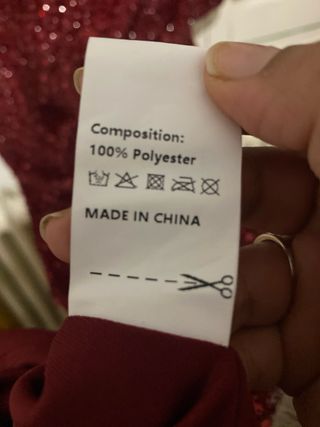 Composition:
100% Polyester
MADE IN CHINA